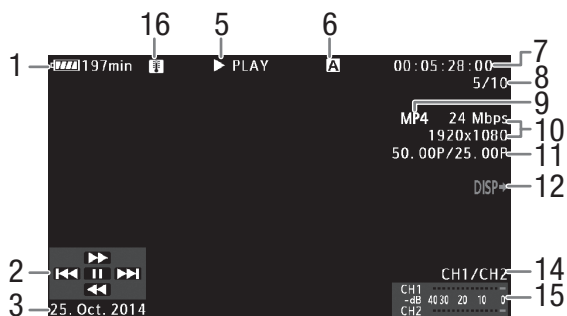 16 5 6
1 197min ▶ PLAY A 00:05:28:00 7
5/10 8
9
MP4 24 Mbps 10
1920x1080
50.00P/25.00P 11
DISP 12
2 CH1/CH2 14
CH1
-dB 40 30 20 10 0 15
CH2
3 25. Oct. 2014